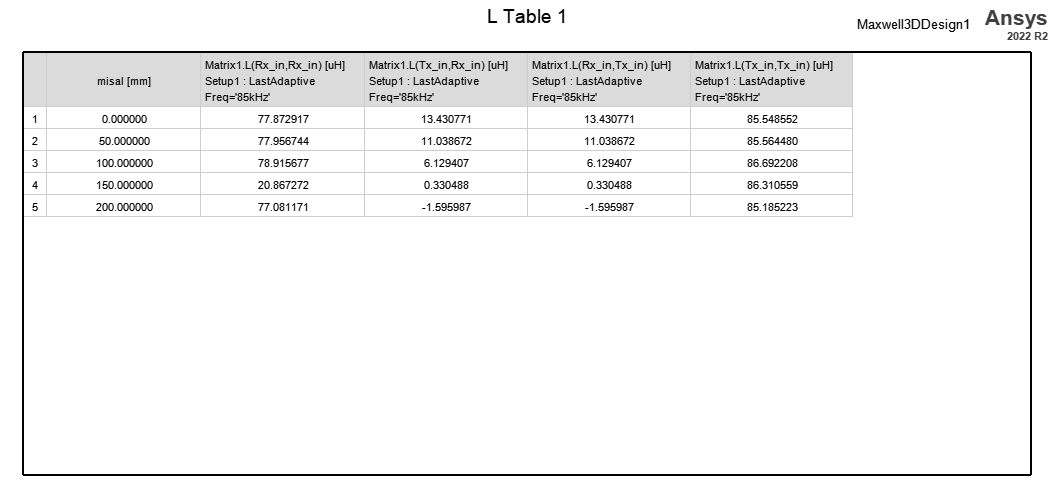 L Table 1
Maxwell3DDesign1
Ansys
2022 R2
misal [mm]
Matrix1.L(Rx_in,Rx_in) [uH]
Setup1 : LastAdaptive
Freq='85kHz'
Matrix1.L(Tx_in,Rx_in) [uH]
Setup1 : LastAdaptive
Freq='85kHz'
Matrix1.L(Rx_in,Tx_in) [uH]
Setup1 : LastAdaptive
Freq='85kHz'
Matrix1.L(Tx_in,Tx_in) [uH]
Setup1 : LastAdaptive
Freq='85kHz'
1 0.000000 77.872917 13.430771 13.430771 85.548552
2 50.000000 77.956744 11.038672 11.038672 85.564480
3 100.000000 78.915677 6.129407 6.129407 86.692208
4 150.000000 20.867272 0.330488 0.330488 86.310559
5 200.000000 77.081171 -1.595987 -1.595987 85.185223